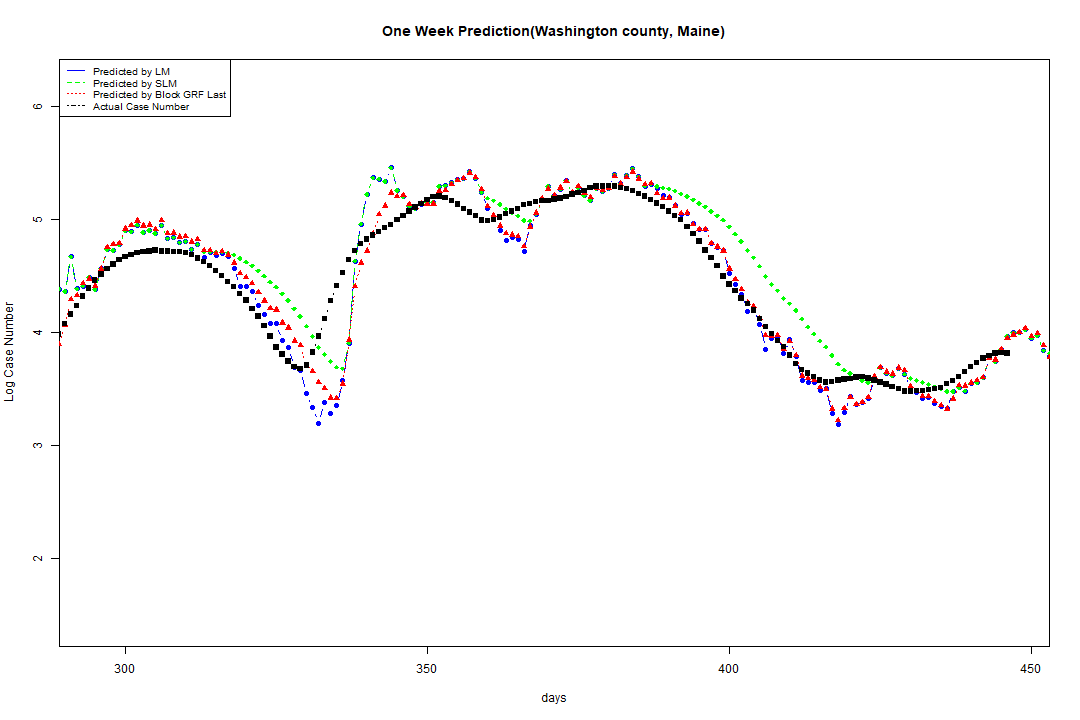 One Week Prediction(Washington county, Maine)
Predicted by LM
Predicted by SLM
Predicted by Block GRF Last
Actual Case Number
6
5
4
3
2
Log Case Number
300 350 400 450
days